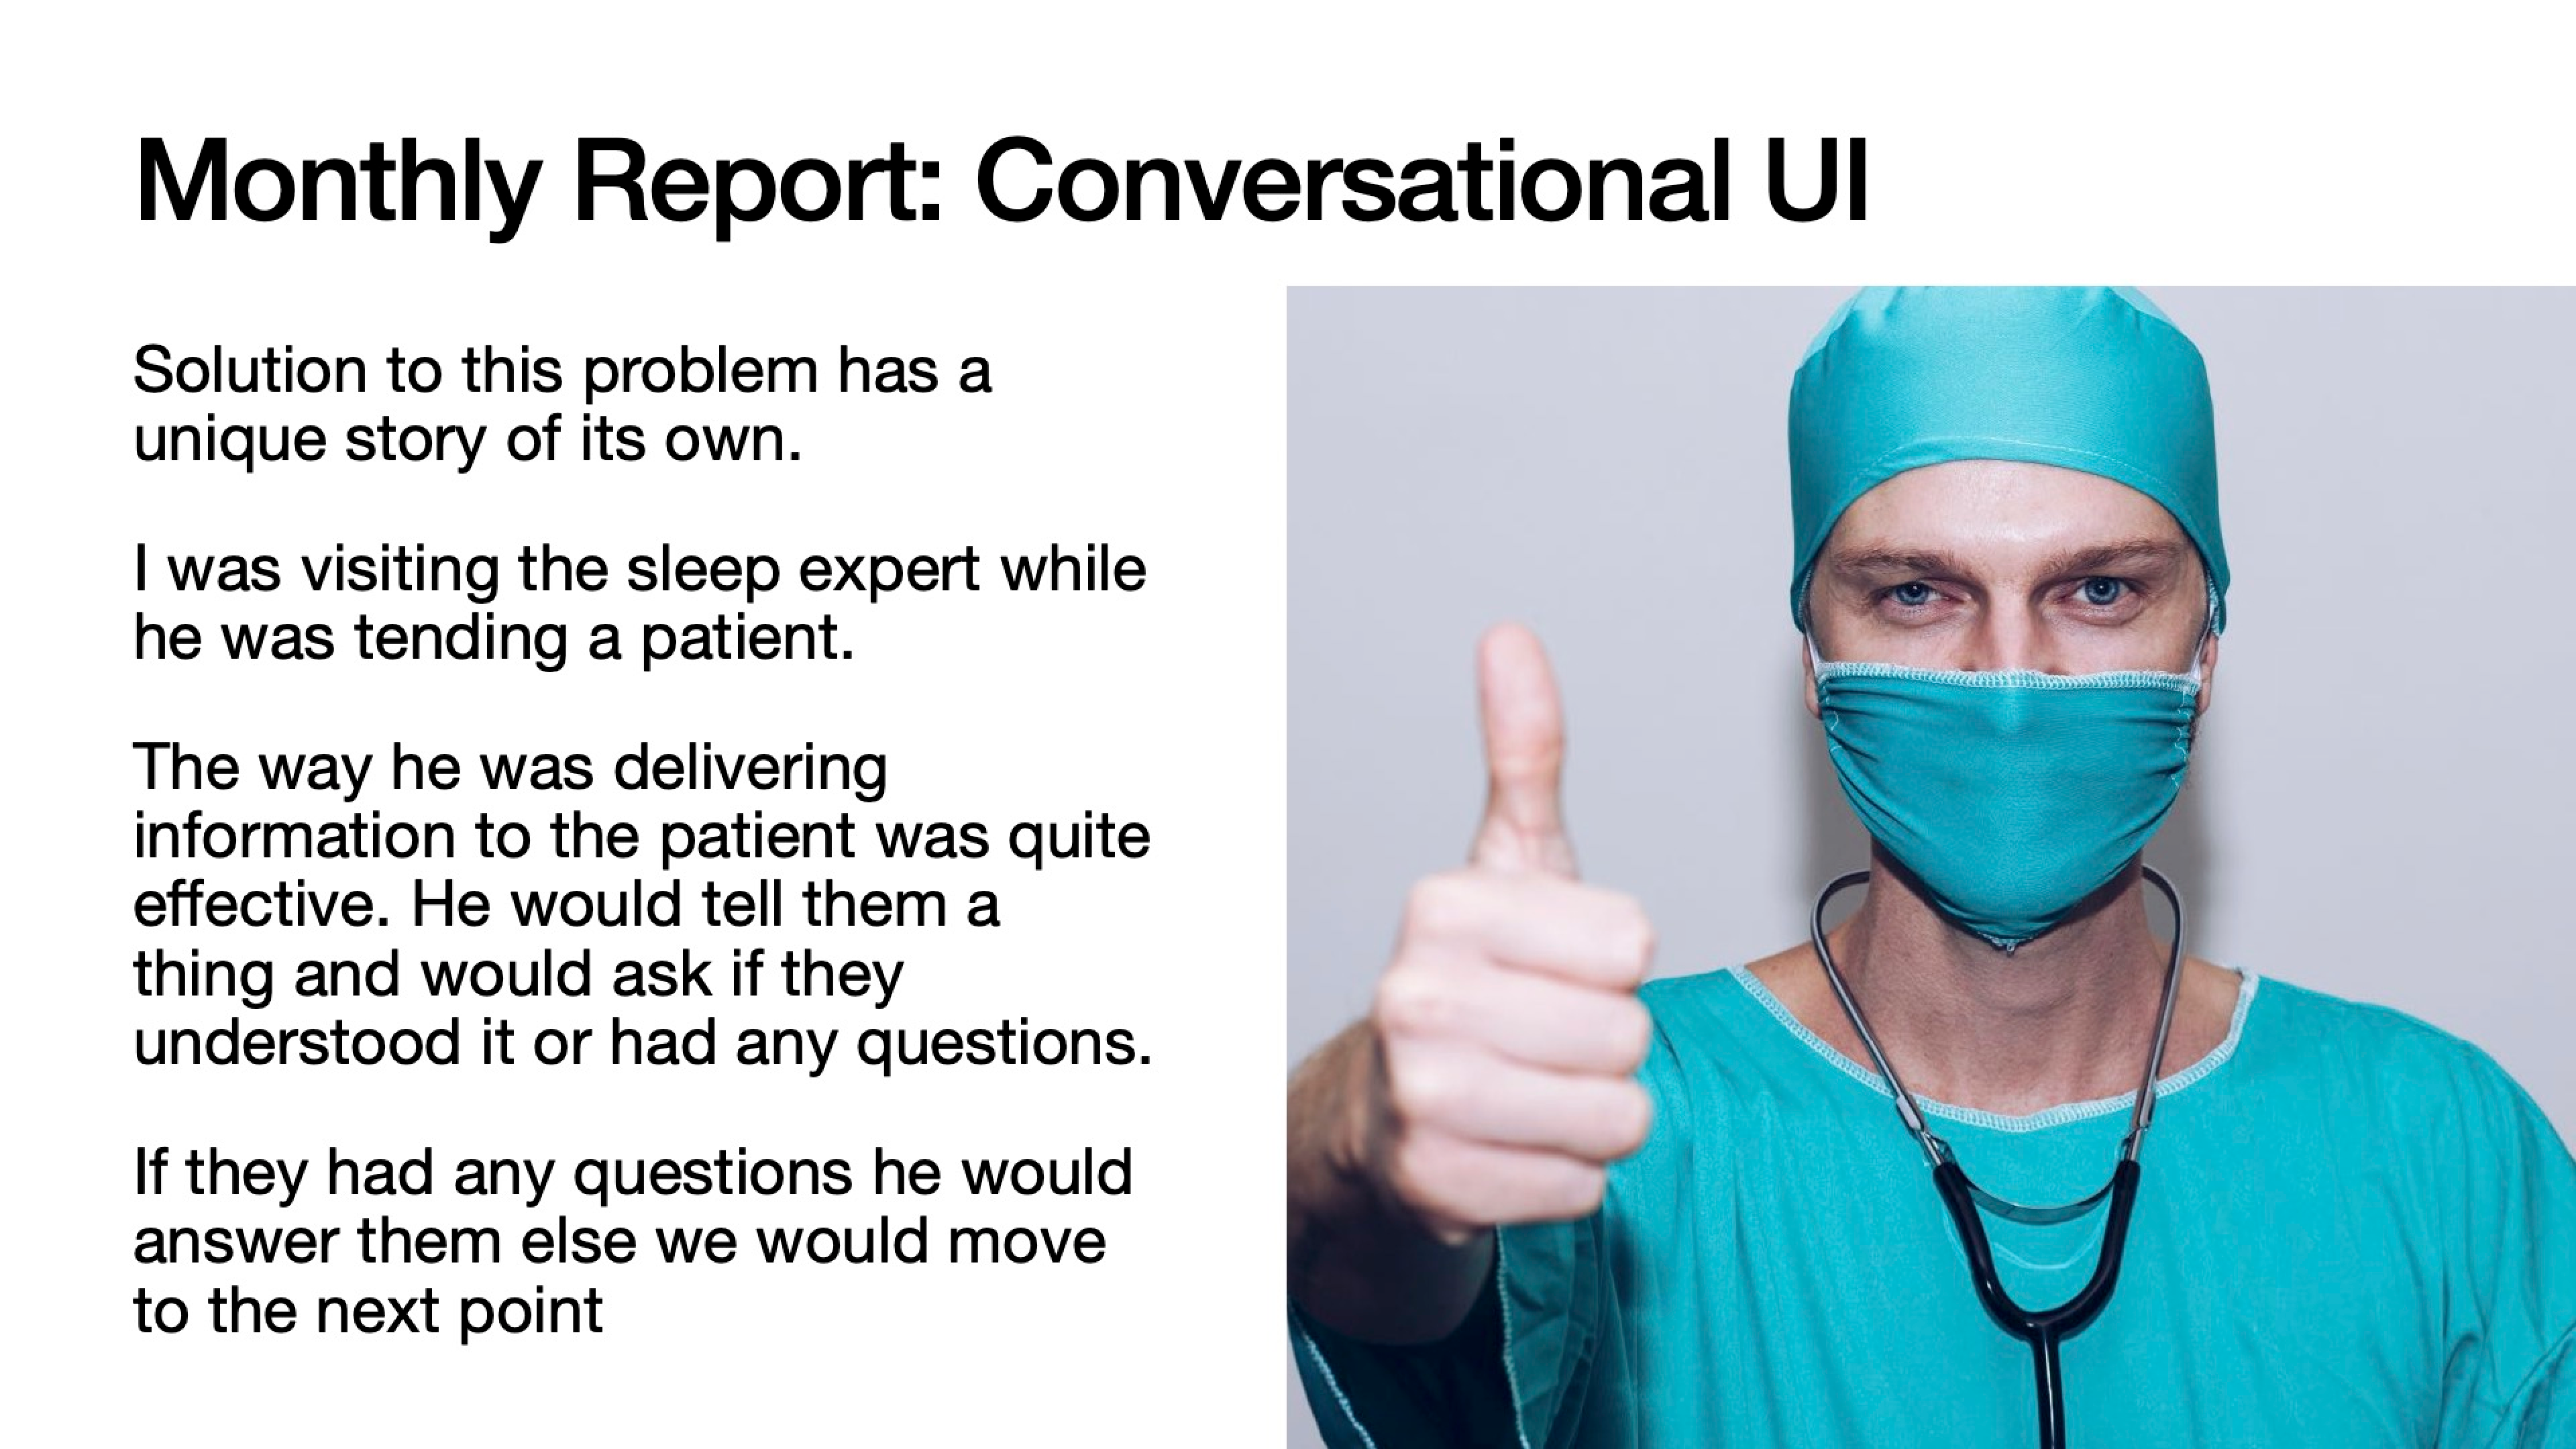 Monthly Report: Conversational UI
Solution to this problem has a
unique story of its own.
I was visiting the sleep expert while
he was tending a patient.
The way he was delivering
information to the patient was quite
effective. He would tell them a
thing and would ask if they
understood it or had any questions.
If they had any questions he would
answer them else we would move
to the next point